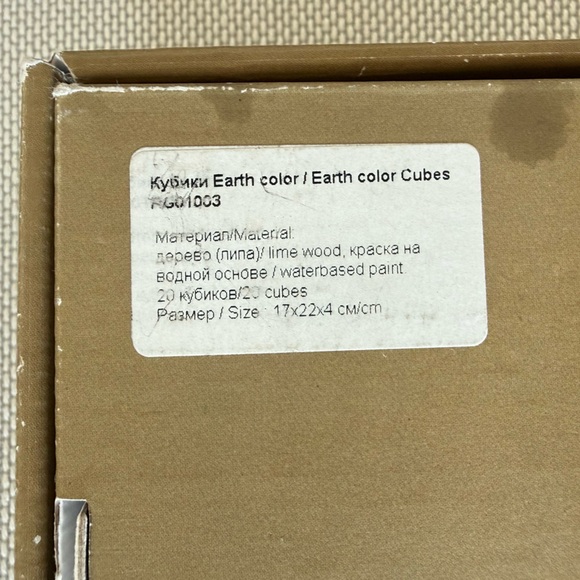 Кубики Earth color / Earth color Cubes
RG01003
Материал/Material:
дерево (липа)/ lime wood, краска на
водной основе / waterbased paint
20 кубиков/20 cubes
Размер / Size : 17x22x4 см/cm